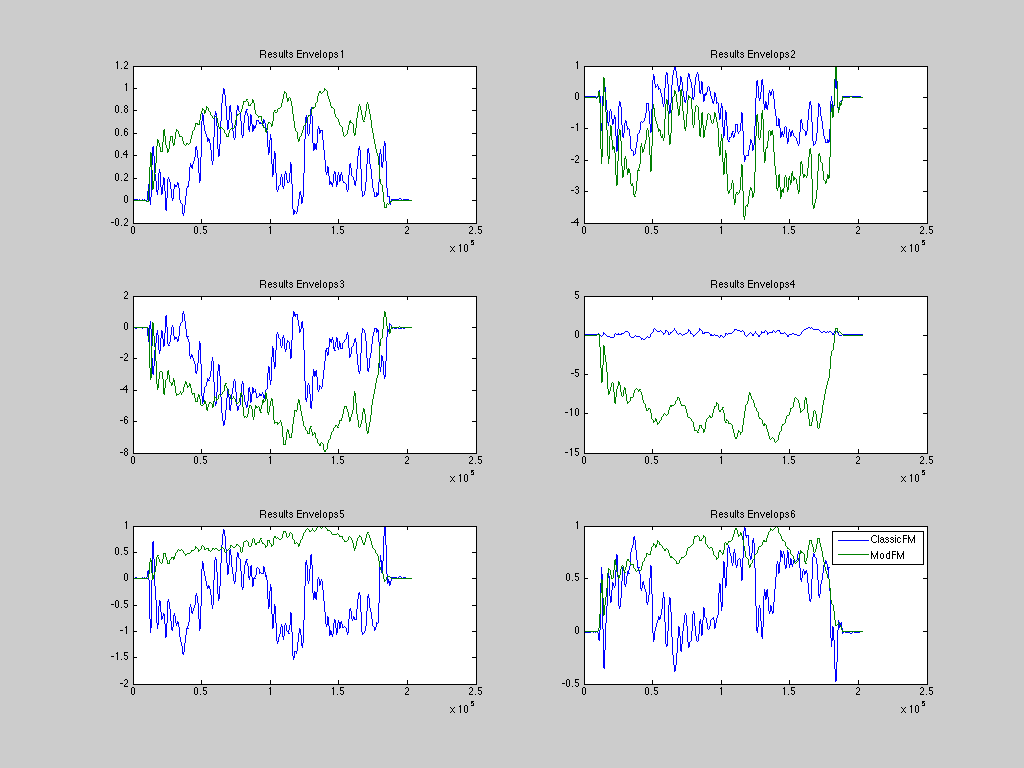 Results Envelops1
1.2
1
0.8
0.6
0.4
0.2
0
-0.2
0 0.5 1 1.5 2 2.5
x 10^5
Results Envelops2
1
0
-1
-2
-3
-4
0 0.5 1 1.5 2 2.5
x 10^5
Results Envelops3
2
0
-2
-4
-6
-8
0 0.5 1 1.5 2 2.5
x 10^5
Results Envelops4
5
0
-5
-10
-15
0 0.5 1 1.5 2 2.5
x 10^5
Results Envelops5
1
0.5
0
-0.5
-1
-1.5
-2
0 0.5 1 1.5 2 2.5
x 10^5
Results Envelops6
1
0.5
0
-0.5
0 0.5 1 1.5 2 2.5
x 10^5
ClassicFM
ModFM